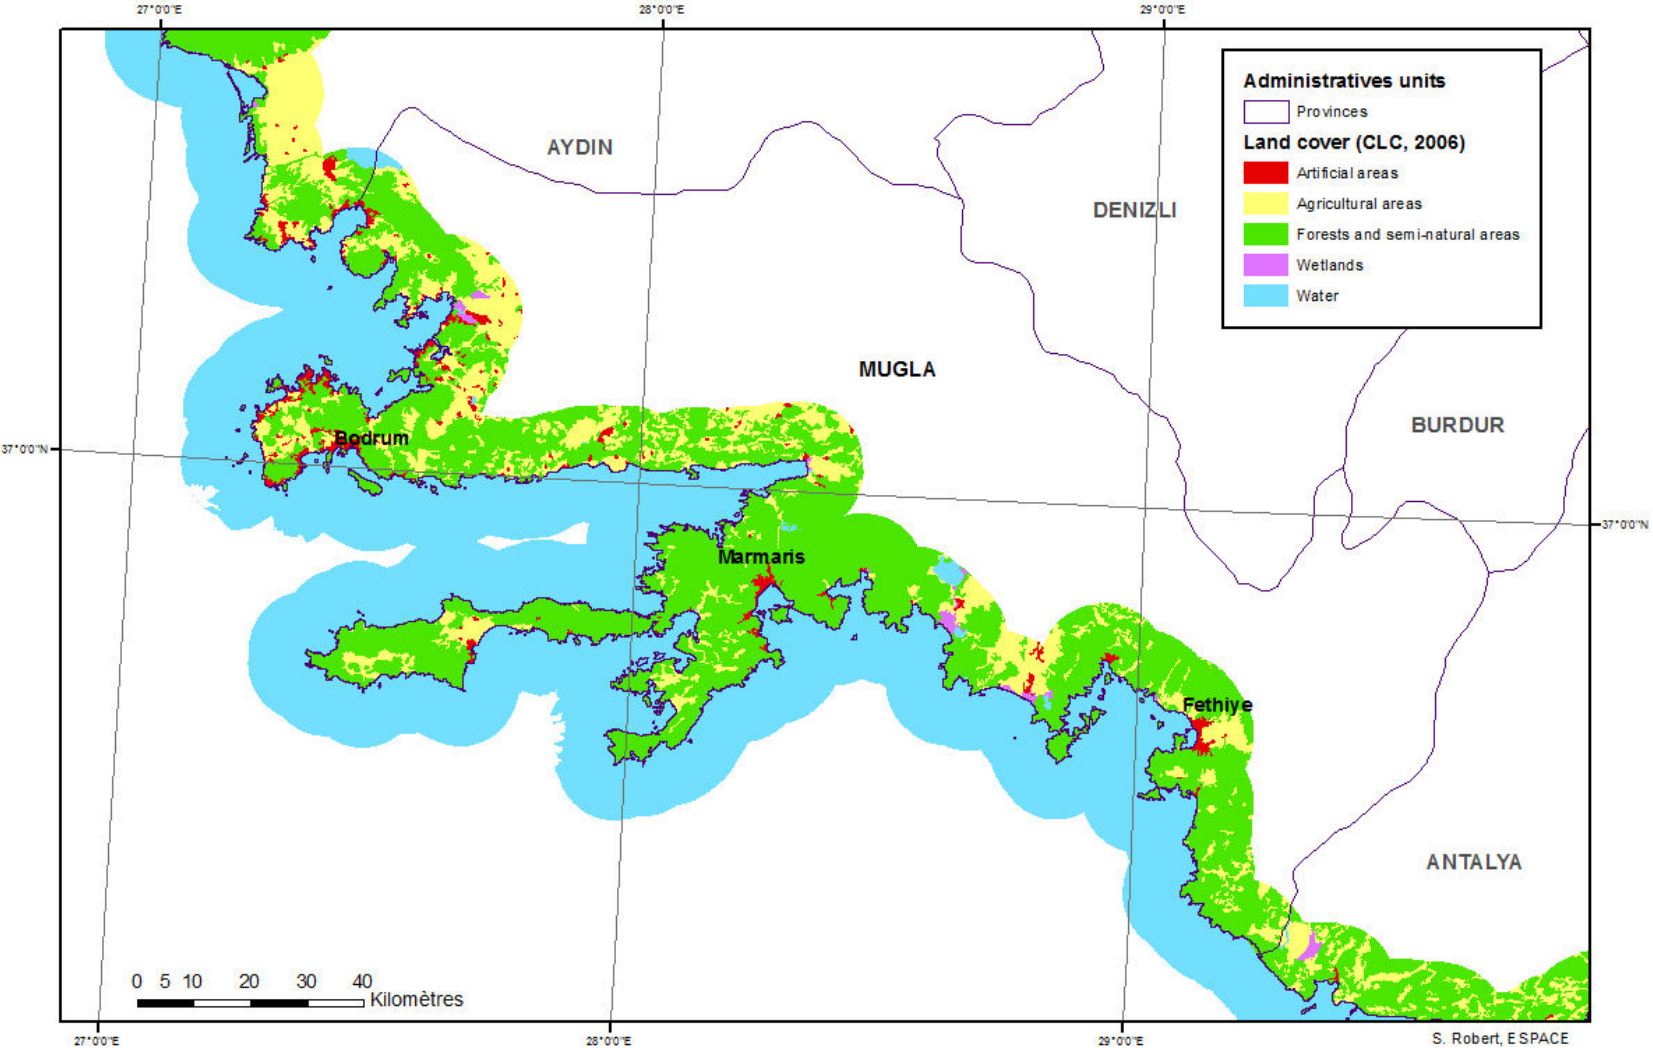 27°0'0"E 28°0'0"E 29°0'0"E
Administratives units
Provinces
Land cover (CLC, 2006)
Artificial areas
Agricultural areas
Forests and semi-natural areas
Wetlands
Water
AYDIN
DENIZLI
MUGLA
BURDUR
Bodrum
37°0'0"N
37°0'0"N
Marmaris
Fethiye
ANTALYA
0 5 10 20 30 40
Kilomètres
S. Robert, ESPACE
27°0'0"E 28°0'0"E 29°0'0"E